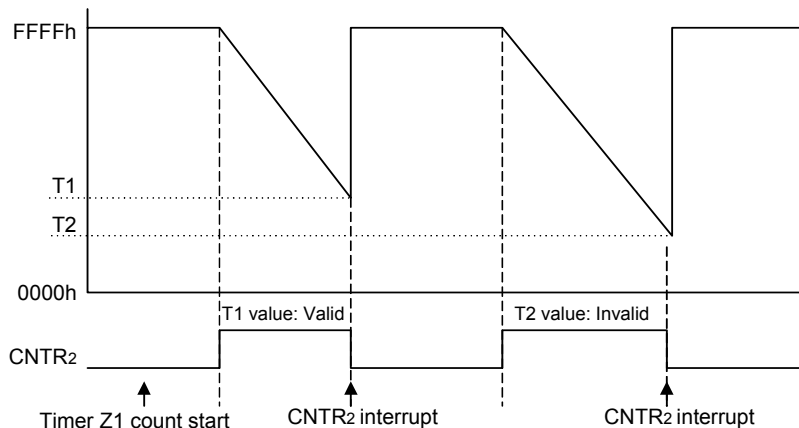 FFFFh
T1
T2
0000h
T1 value: Valid
T2 value: Invalid
CNTR2
Timer Z1 count start
CNTR2 interrupt
CNTR2 interrupt